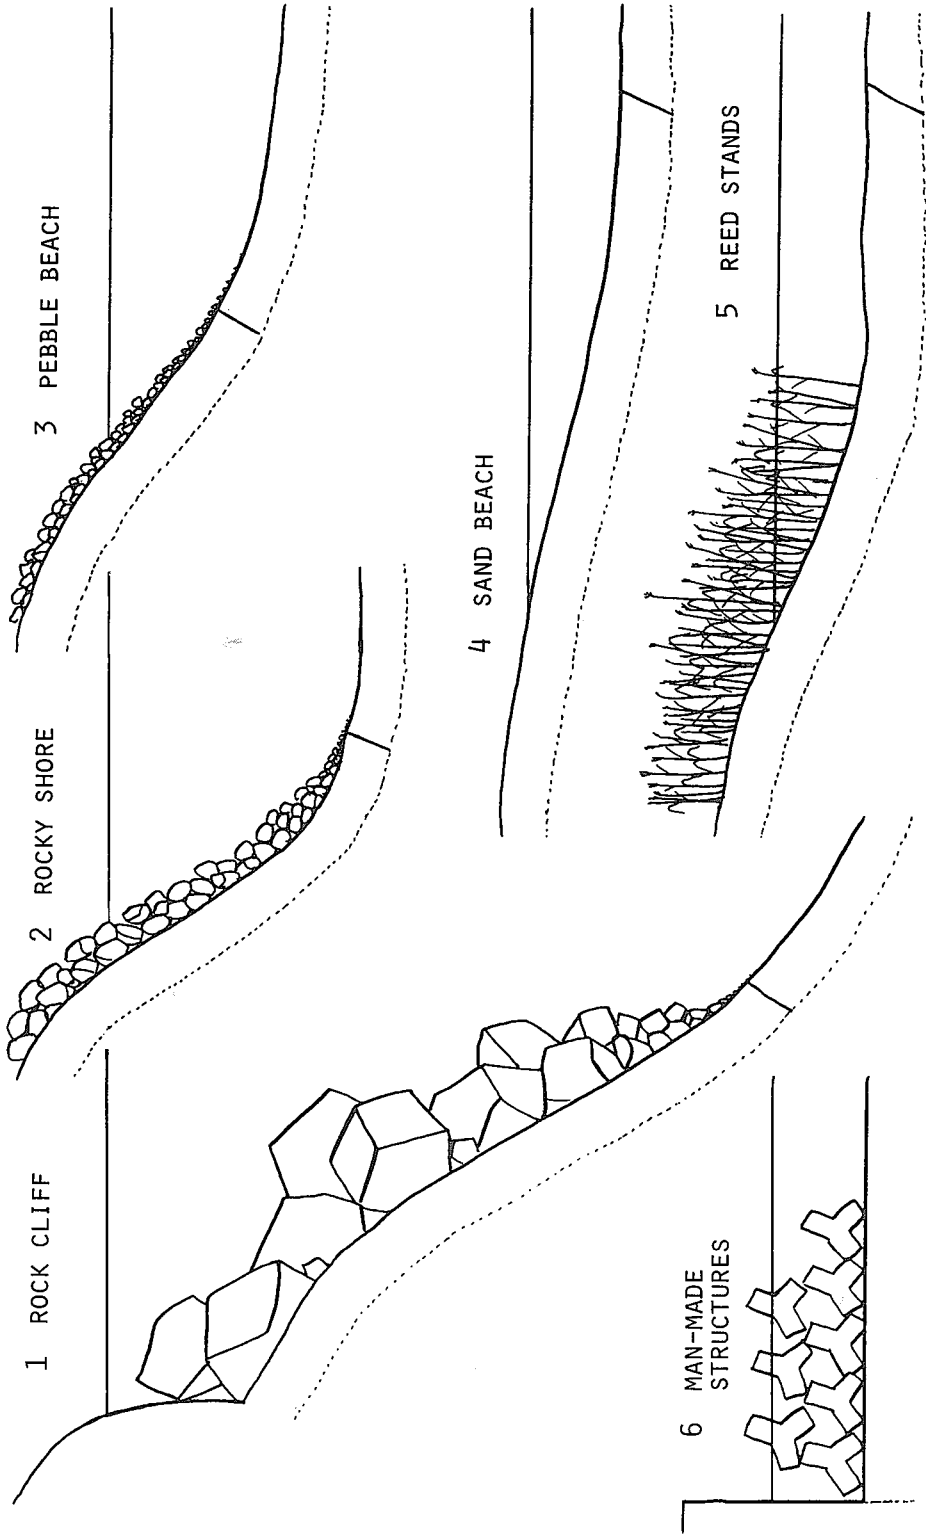 1 ROCK CLIFF
2 ROCKY SHORE
3 PEBBLE BEACH
4 SAND BEACH
5 REED STANDS
6 MAN-MADE
STRUCTURES